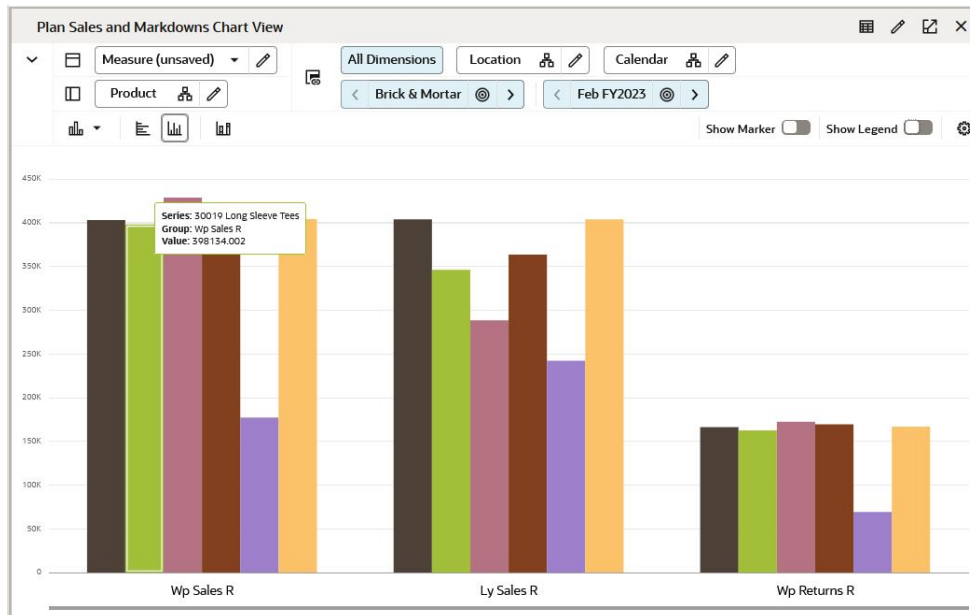 Plan Sales and Markdowns Chart View
Measure (unsaved)
All Dimensions
Location
Calendar
Product
Brick & Mortar
Feb FY2023
Show Marker
Show Legend
450K
400K
350K
300K
250K
200K
150K
100K
50K
0
Series: 30019 Long Sleeve Tees
Group: Wp Sales R
Value: 398134.002
Wp Sales R
Ly Sales R
Wp Returns R